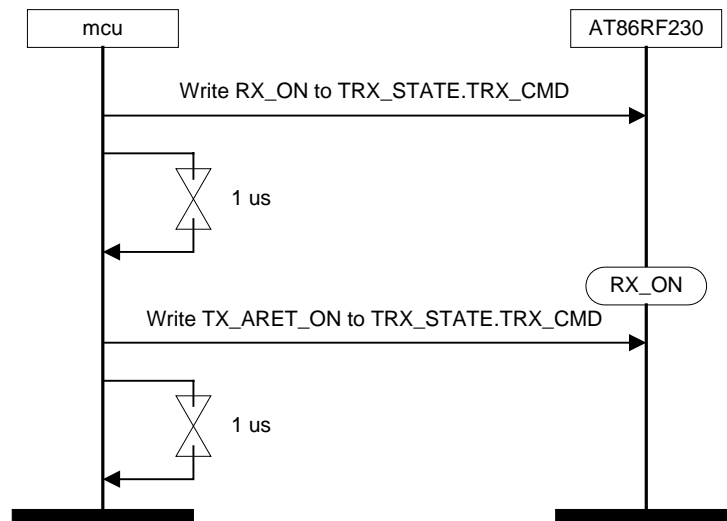 mcu
AT86RF230
Write RX_ON to TRX_STATE.TRX_CMD
1 us
RX_ON
Write TX_ARET_ON to TRX_STATE.TRX_CMD
1 us